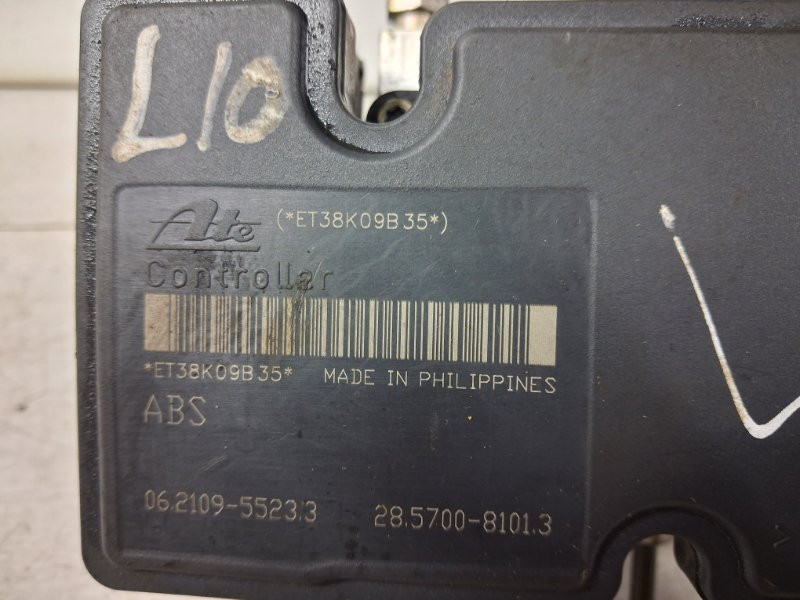 L10
Ate (*ET38K09B35*)
Controller
*ET38K09B35* MADE IN PHILIPPINES
ABS
06.2109-5523.3 28.5700-8101.3